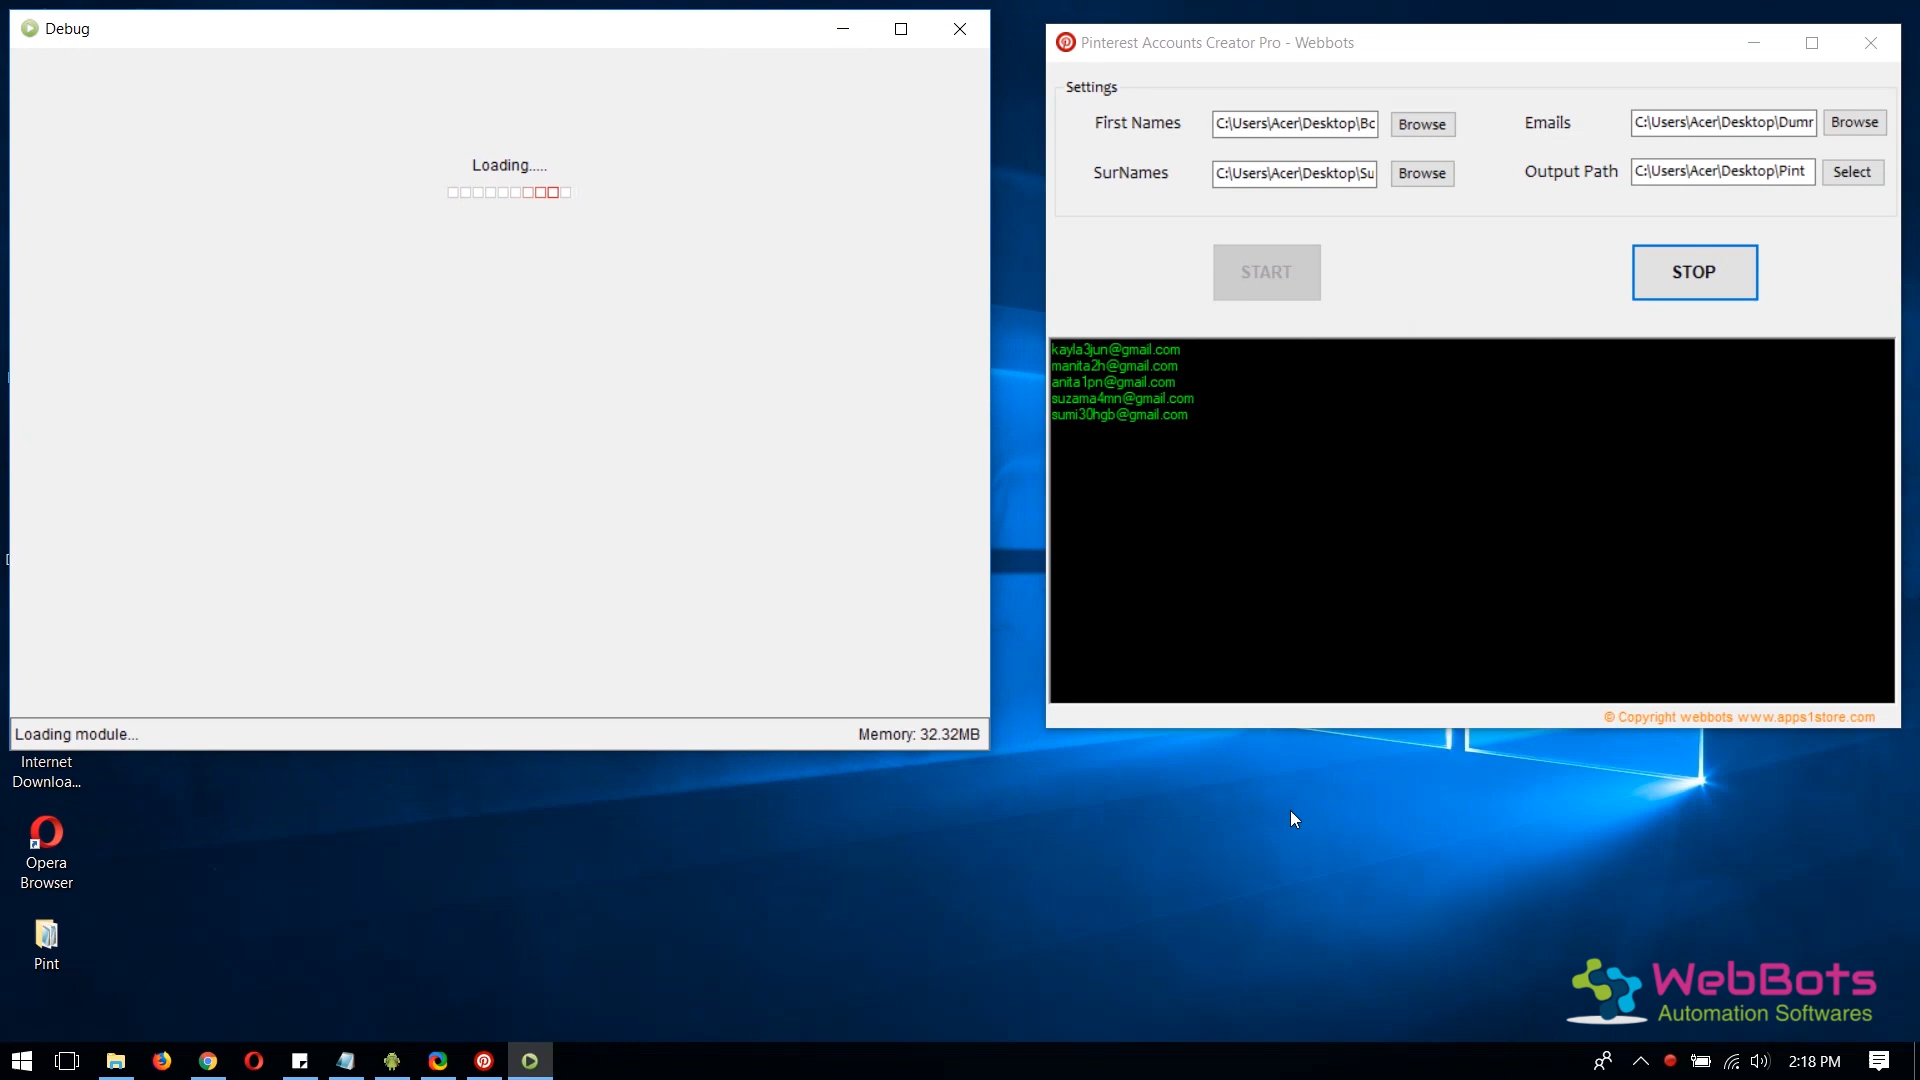 Debug
Loading.....
Loading module...
Memory: 32.32MB
Pinterest Accounts Creator Pro - Webbots
Settings
First Names
C:\Users\Acer\Desktop\Bc
Browse
Emails
C:\Users\Acer\Desktop\Dumr
Browse
SurNames
C:\Users\Acer\Desktop\Su
Browse
Output Path
C:\Users\Acer\Desktop\Pint
Select
START
STOP
kayla3jun@gmail.com
manita2h@gmail.com
anita1pn@gmail.com
suzama4mn@gmail.com
sumi30hgb@gmail.com
© Copyright webbots www.apps1store.com
Internet
Downloa...
Opera
Browser
Pint
WebBots
Automation Softwares
2:18 PM